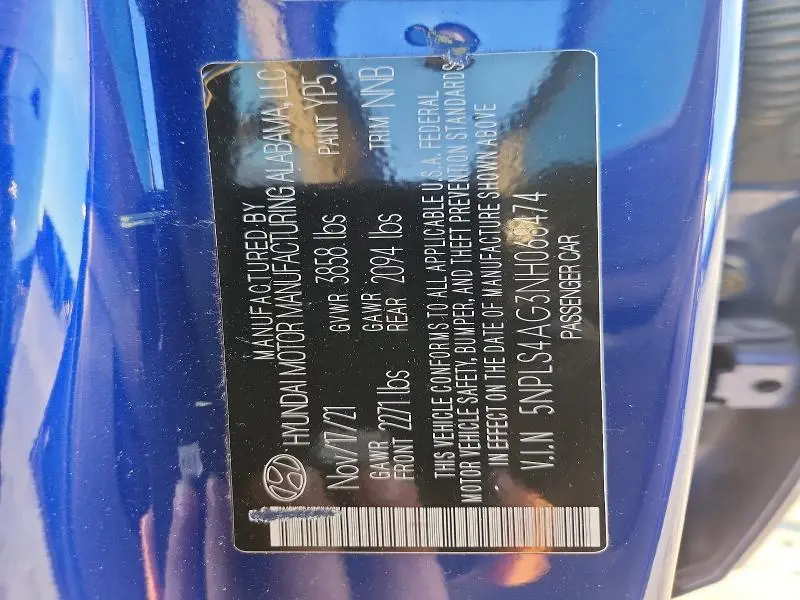 MANUFACTURED BY
HYUNDAI MOTOR MANUFACTURING ALABAMA, LLC
Nov/17/21 GVWR 3858 lbs PAINT YP5
GAWR FRONT 2271 lbs GAWR REAR 2094 lbs TRIM NNB
THIS VEHICLE CONFORMS TO ALL APPLICABLE U.S.A. FEDERAL
MOTOR VEHICLE SAFETY, BUMPER, AND THEFT PREVENTION STANDARDS
IN EFFECT ON THE DATE OF MANUFACTURE SHOWN ABOVE
V.I.N 5NPLS4AG3NH068474
PASSENGER CAR